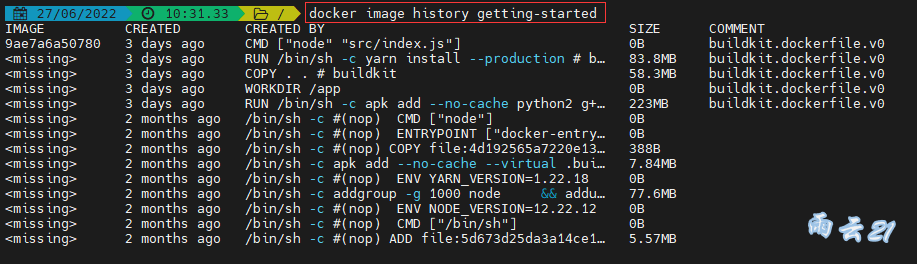 27/06/2022 10:31.33 / docker image history getting-started
IMAGE CREATED CREATED BY SIZE COMMENT
9ae7a6a50780 3 days ago CMD ["node" "src/index.js"] 0B buildkit.dockerfile.v0
<missing> 3 days ago RUN /bin/sh -c yarn install --production # b… 83.8MB buildkit.dockerfile.v0
<missing> 3 days ago COPY . . # buildkit 58.3MB buildkit.dockerfile.v0
<missing> 3 days ago WORKDIR /app 0B buildkit.dockerfile.v0
<missing> 3 days ago RUN /bin/sh -c apk add --no-cache python2 g+… 223MB buildkit.dockerfile.v0
<missing> 2 months ago /bin/sh -c #(nop) CMD ["node"] 0B
<missing> 2 months ago /bin/sh -c #(nop) ENTRYPOINT ["docker-entry… 0B
<missing> 2 months ago /bin/sh -c #(nop) COPY file:4d192565a7220e13… 388B
<missing> 2 months ago /bin/sh -c apk add --no-cache --virtual .bui… 7.84MB
<missing> 2 months ago /bin/sh -c #(nop) ENV YARN_VERSION=1.22.18 0B
<missing> 2 months ago /bin/sh -c addgroup -g 1000 node && addu… 77.6MB
<missing> 2 months ago /bin/sh -c #(nop) ENV NODE_VERSION=12.22.12 0B
<missing> 2 months ago /bin/sh -c #(nop) CMD ["/bin/sh"] 0B
<missing> 2 months ago /bin/sh -c #(nop) ADD file:5d673d25da3a14ce1… 5.57MB
雨云21